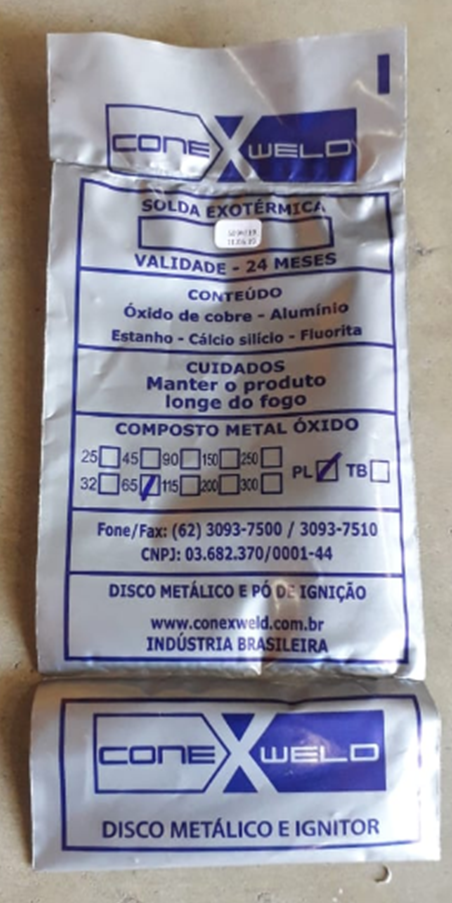 CONEXWELD
SOLDA EXOTÉRMICA
VALIDADE - 24 MESES
CONTEÚDO
Óxido de cobre - Alumínio
Estanho - Cálcio silício - Fluorita
CUIDADOS
Manter o produto
longe do fogo
COMPOSTO METAL ÓXIDO
25 45 90 150 250
PL TB
32 65 115 200 300
Fone/Fax: (62) 3093-7500 / 3093-7510
CNPJ: 03.682.370/0001-44
DISCO METÁLICO E PÓ DE IGNIÇÃO
www.conexweld.com.br
INDÚSTRIA BRASILEIRA
CONEXWELD
DISCO METÁLICO E IGNITOR